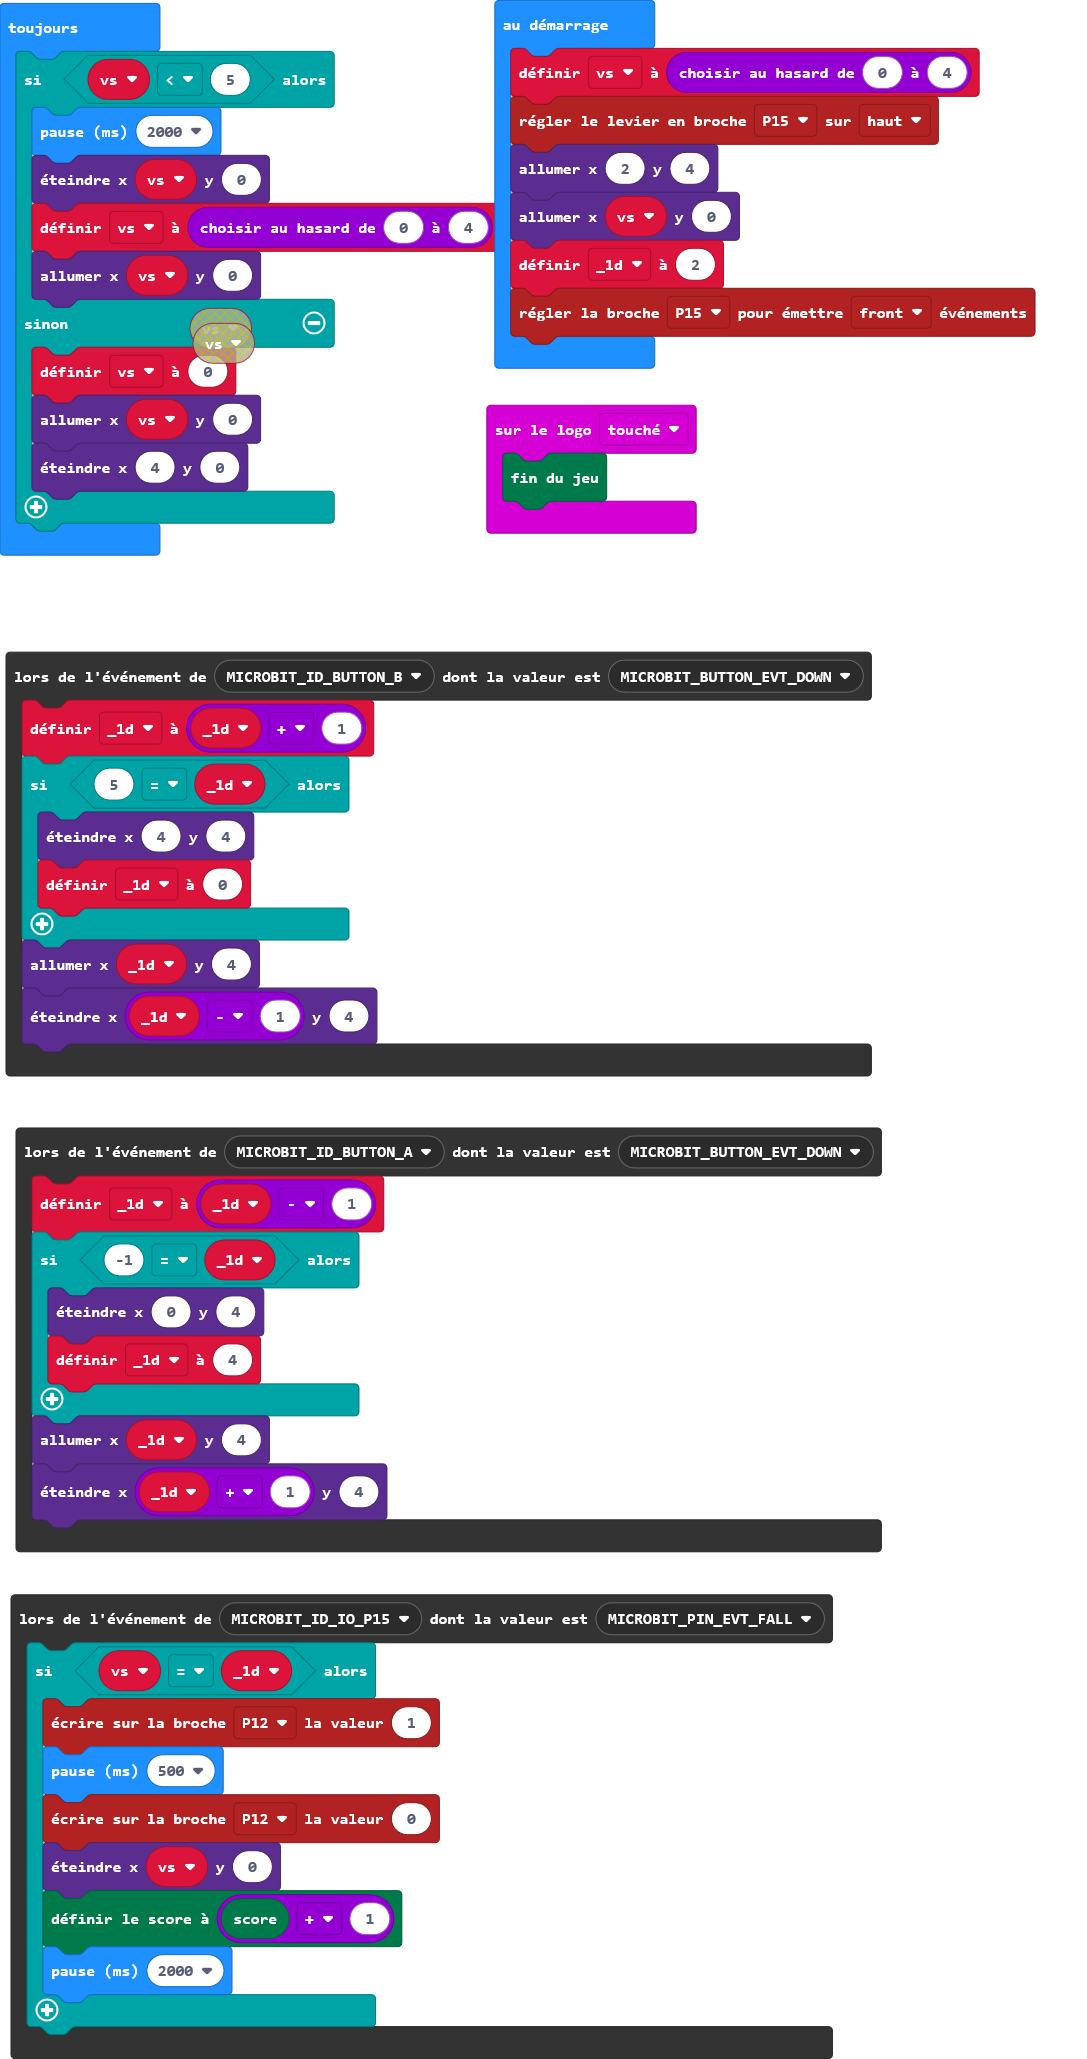 toujours
si vs < 5 alors
pause (ms) 2000
éteindre x vs y 0
définir vs à choisir au hasard de 0 à 4
allumer x vs y 0
sinon
vs
vs
définir vs à 0
allumer x vs y 0
éteindre x 4 y 0
au démarrage
définir vs à choisir au hasard de 0 à 4
régler le levier en broche P15 sur haut
allumer x 2 y 4
allumer x vs y 0
définir _1d à 2
régler la broche P15 pour émettre front événements
sur le logo touché
fin du jeu
lors de l'événement de MICROBIT_ID_BUTTON_B dont la valeur est MICROBIT_BUTTON_EVT_DOWN
définir _1d à _1d + 1
si 5 = _1d alors
éteindre x 4 y 4
définir _1d à 0
allumer x _1d y 4
éteindre x _1d - 1 y 4
lors de l'événement de MICROBIT_ID_BUTTON_A dont la valeur est MICROBIT_BUTTON_EVT_DOWN
définir _1d à _1d - 1
si -1 = _1d alors
éteindre x 0 y 4
définir _1d à 4
allumer x _1d y 4
éteindre x _1d + 1 y 4
lors de l'événement de MICROBIT_ID_IO_P15 dont la valeur est MICROBIT_PIN_EVT_FALL
si vs = _1d alors
écrire sur la broche P12 la valeur 1
pause (ms) 500
écrire sur la broche P12 la valeur 0
éteindre x vs y 0
définir le score à score + 1
pause (ms) 2000